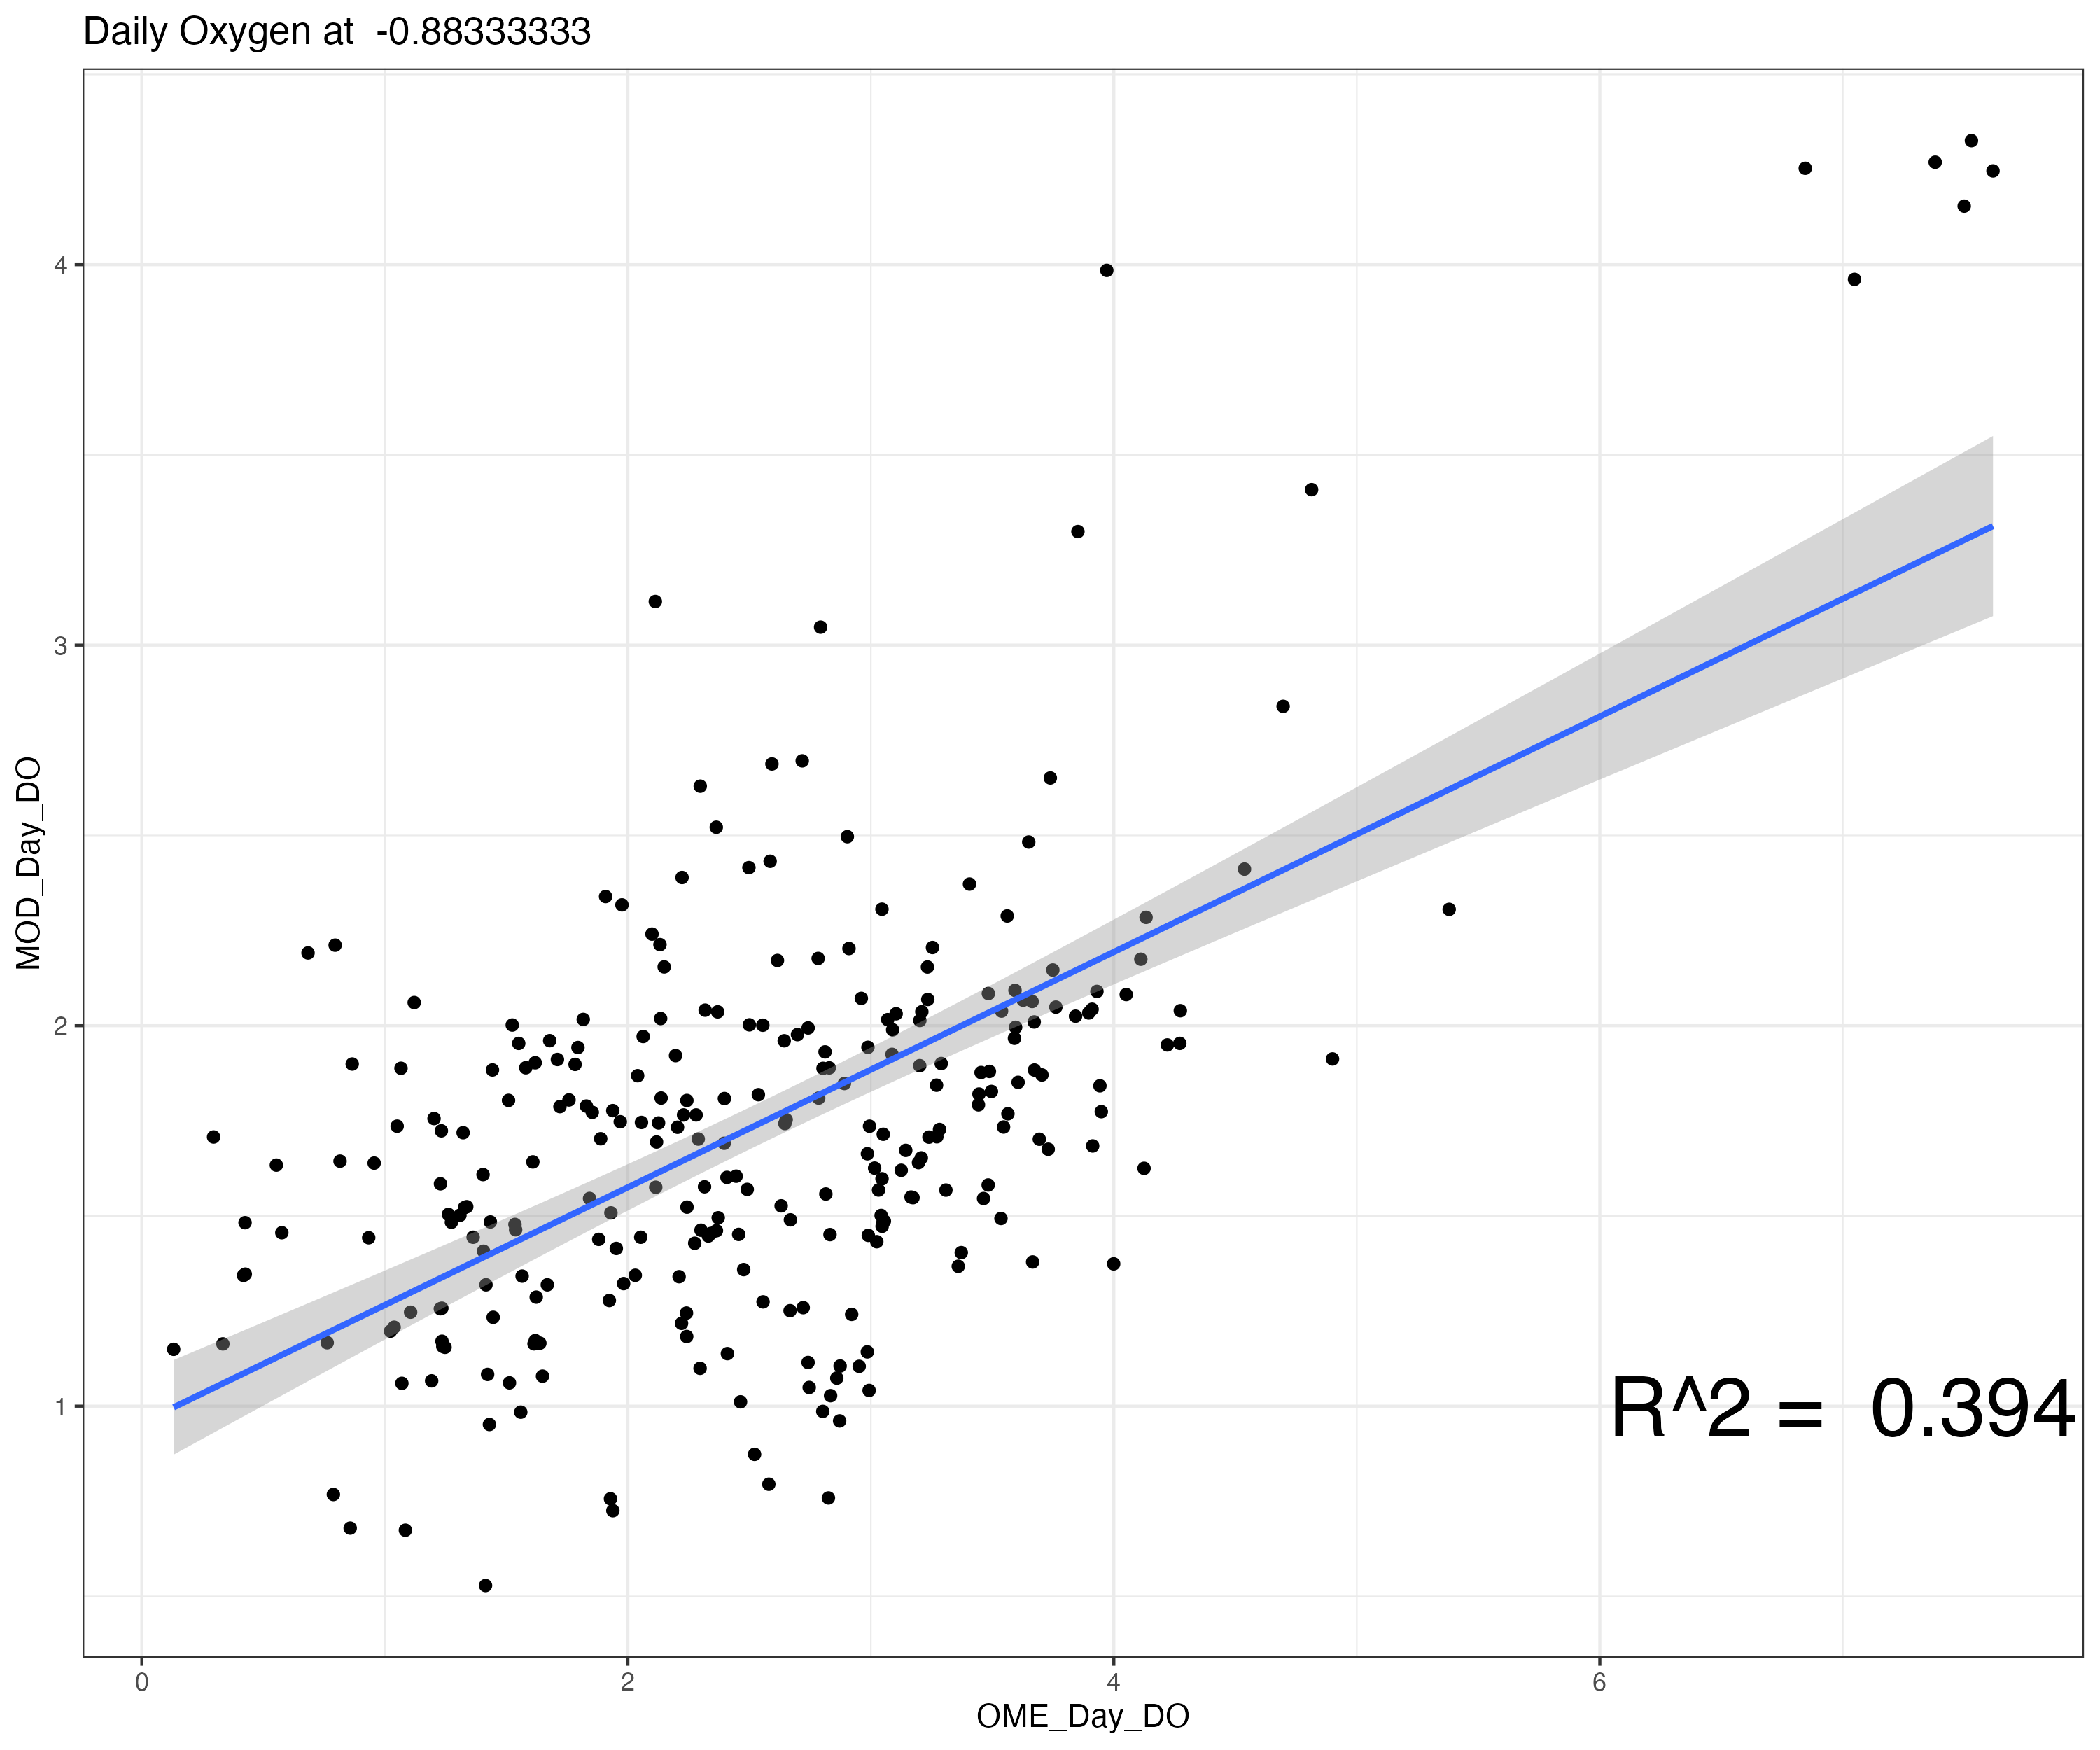 Daily Oxygen at  -0.88333333
4
3
2
1
MOD_Day_DO
R^2 =  0.394
0 2 4 6
OME_Day_DO